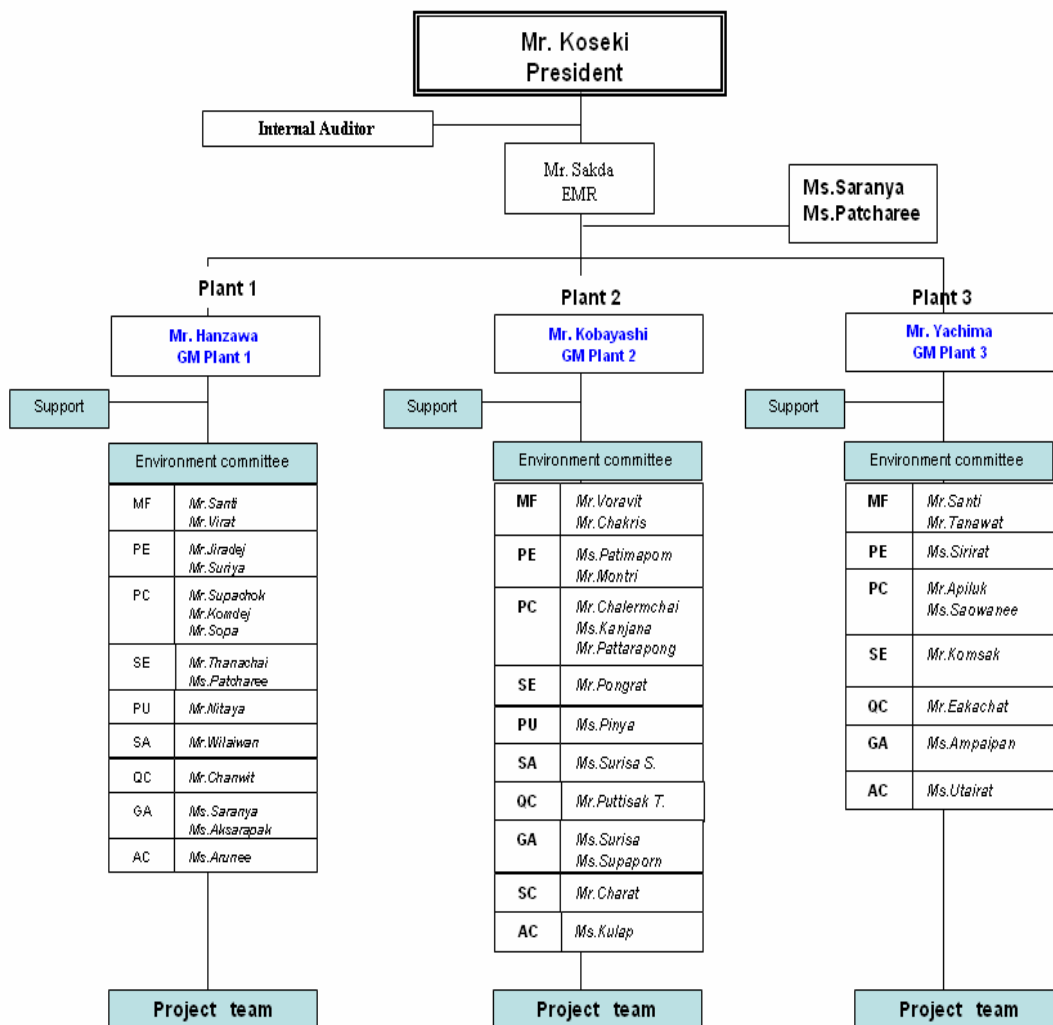 Mr. Koseki
President
Internal Auditor
Mr. Sakda
EMR
Ms.Saranya
Ms.Patcharee
Plant 1
Mr. Hanzawa
GM Plant 1
Support
Environment committee
MF Mr.Santi
Mr.Virat
PE Mr.Jiradej
Mr.Suriya
PC Mr.Supachok
Mr.Komdej
Mr.Sopa
SE Mr.Thanachai
Ms.Patcharee
PU Mr.Nitaya
SA Mr.Wilaiwan
QC Mr.Chanwit
GA Ms.Saranya
Ms.Aksarapak
AC Ms.Arunee
Project team
Plant 2
Mr. Kobayashi
GM Plant 2
Support
Environment committee
MF Mr.Voravit
Mr.Chakris
PE Ms.Patimapom
Mr.Montri
PC Mr.Chalermchai
Ms.Kanjana
Mr.Pattarapong
SE Mr.Pongrat
PU Ms.Pinya
SA Ms.Surisa S.
QC Mr.Puttisak T.
GA Ms.Surisa
Ms.Supaporn
SC Mr.Charat
AC Ms.Kulap
Project team
Plant 3
Mr. Yachima
GM Plant 3
Support
Environment committee
MF Mr.Santi
Mr.Tanawat
PE Ms.Sirirat
PC Mr.Apiluk
Ms.Saowanee
SE Mr.Komsak
QC Mr.Eakachat
GA Ms.Ampaipan
AC Ms.Utairat
Project team